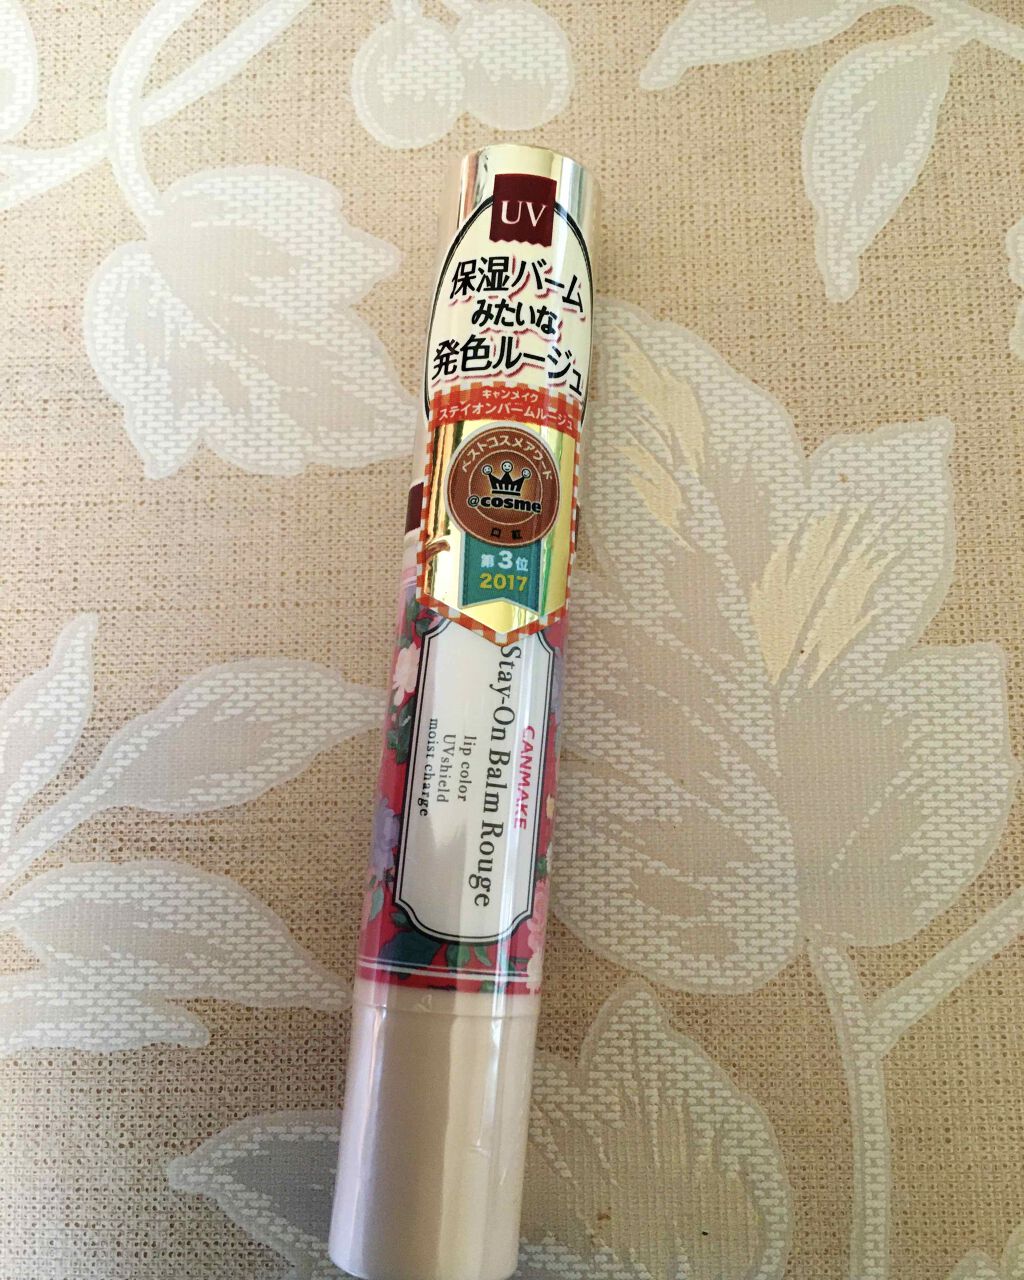 UV
保湿バーム
みたいな
発色ルージュ
キャンメイク
ステイオンバームルージュ
ベストコスメアワード
@cosme
口紅
第3位
2017
CANMAKE
Stay-On Balm Rouge
lip color
UVshield
moist charge